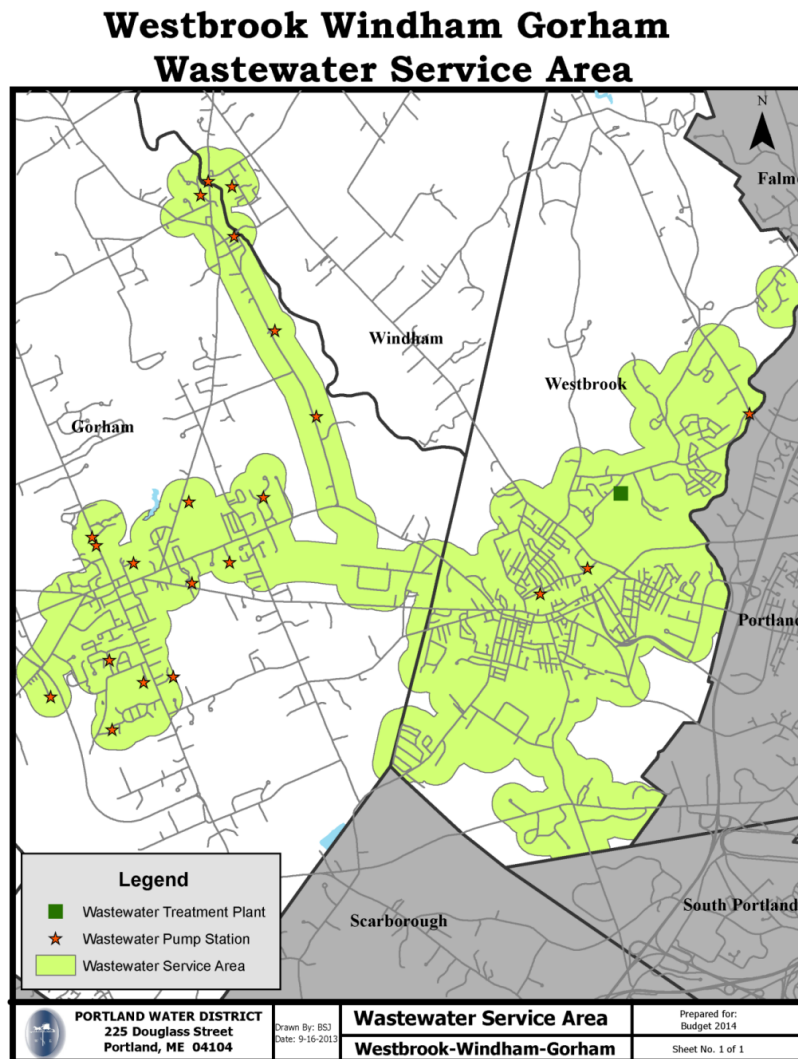 Westbrook Windham Gorham
Wastewater Service Area
N
Falm
Windham
Westbrook
Gorham
Portland
Legend
Wastewater Treatment Plant
Wastewater Pump Station
Wastewater Service Area
Scarborough
South Portland
PORTLAND WATER DISTRICT
225 Douglass Street
Portland, ME 04104
Drawn By: BSJ
Date: 9-16-2013
Wastewater Service Area
Westbrook-Windham-Gorham
Prepared for:
Budget 2014
Sheet No. 1 of 1